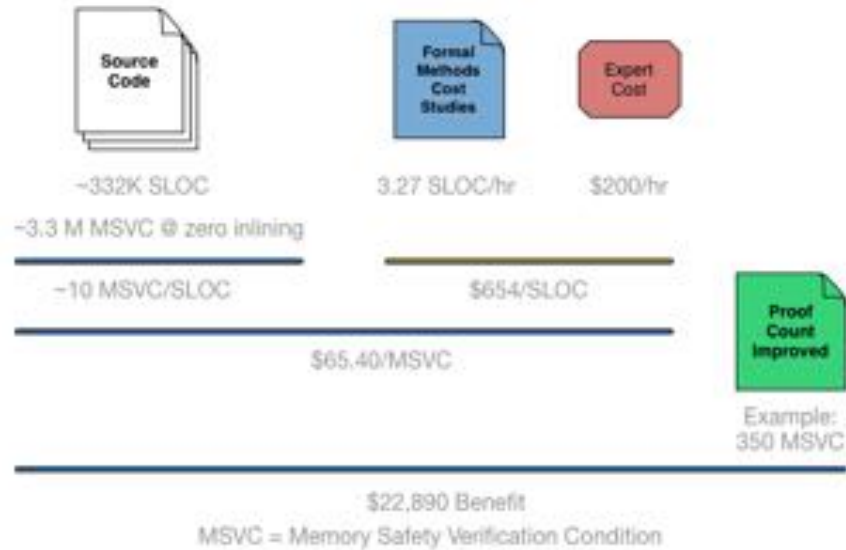 Source
Code
Formal
Methods
Cost
Studies
Expert
Cost
~332K SLOC
3.27 SLOC/hr
$200/hr
~3.3 M MSVC @ zero inlining
~10 MSVC/SLOC
$654/SLOC
Proof
Count
Improved
$65.40/MSVC
Example:
350 MSVC
$22,890 Benefit
MSVC = Memory Safety Verification Condition